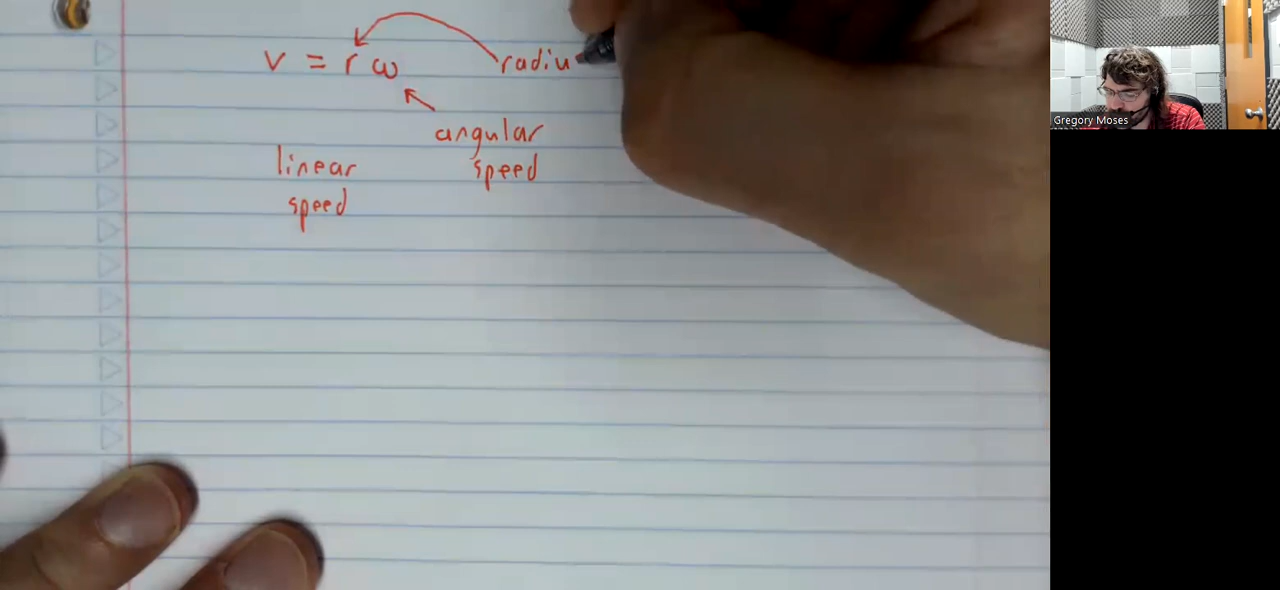 v = r ω
radiu
angular
speed
linear
speed
Gregory Moses